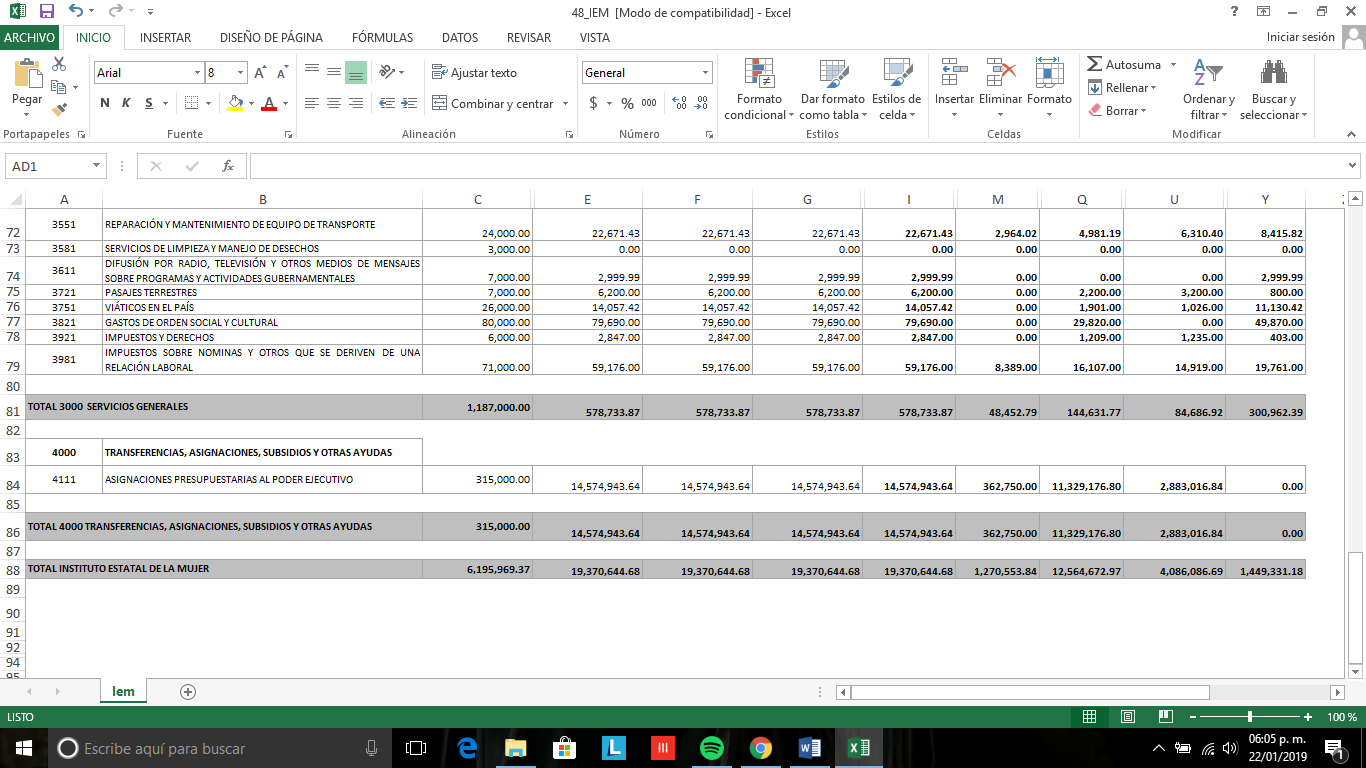 48_IEM [Modo de compatibilidad] - Excel
ARCHIVO INICIO INSERTAR DISEÑO DE PÁGINA FÓRMULAS DATOS REVISAR VISTA Iniciar sesión
Pegar
Arial 8
N K S
Ajustar texto
Combinar y centrar
General
$ % 000
Formato condicional
Dar formato como tabla
Estilos de celda
Insertar Eliminar Formato
Autosuma
Rellenar
Borrar
Ordenar y filtrar
Buscar y seleccionar
Portapapeles Fuente Alineación Número Estilos Celdas Modificar
AD1 fx
A B C E F G I M Q U Y
72 3551 REPARACIÓN Y MANTENIMIENTO DE EQUIPO DE TRANSPORTE 24,000.00 22,671.43 22,671.43 22,671.43 22,671.43 2,964.02 4,981.19 6,310.40 8,415.82
73 3581 SERVICIOS DE LIMPIEZA Y MANEJO DE DESECHOS 3,000.00 0.00 0.00 0.00 0.00 0.00 0.00 0.00 0.00
DIFUSIÓN POR RADIO, TELEVISIÓN Y OTROS MEDIOS DE MENSAJES
74 3611 SOBRE PROGRAMAS Y ACTIVIDADES GUBERNAMENTALES 7,000.00 2,999.99 2,999.99 2,999.99 2,999.99 0.00 0.00 0.00 2,999.99
75 3721 PASAJES TERRESTRES 7,000.00 6,200.00 6,200.00 6,200.00 6,200.00 0.00 2,200.00 3,200.00 800.00
76 3751 VIÁTICOS EN EL PAÍS 26,000.00 14,057.42 14,057.42 14,057.42 14,057.42 0.00 1,901.00 1,026.00 11,130.42
77 3821 GASTOS DE ORDEN SOCIAL Y CULTURAL 80,000.00 79,690.00 79,690.00 79,690.00 79,690.00 0.00 29,820.00 0.00 49,870.00
78 3921 IMPUESTOS Y DERECHOS 6,000.00 2,847.00 2,847.00 2,847.00 2,847.00 0.00 1,209.00 1,235.00 403.00
IMPUESTOS SOBRE NOMINAS Y OTROS QUE SE DERIVEN DE UNA
79 3981 RELACIÓN LABORAL 71,000.00 59,176.00 59,176.00 59,176.00 59,176.00 8,389.00 16,107.00 14,919.00 19,761.00
80
81 TOTAL 3000 SERVICIOS GENERALES 1,187,000.00 578,733.87 578,733.87 578,733.87 578,733.87 48,452.79 144,631.77 84,686.92 300,962.39
82
83 4000 TRANSFERENCIAS, ASIGNACIONES, SUBSIDIOS Y OTRAS AYUDAS
84 4111 ASIGNACIONES PRESUPUESTARIAS AL PODER EJECUTIVO 315,000.00 14,574,943.64 14,574,943.64 14,574,943.64 14,574,943.64 362,750.00 11,329,176.80 2,883,016.84 0.00
85
86 TOTAL 4000 TRANSFERENCIAS, ASIGNACIONES, SUBSIDIOS Y OTRAS AYUDAS 315,000.00 14,574,943.64 14,574,943.64 14,574,943.64 14,574,943.64 362,750.00 11,329,176.80 2,883,016.84 0.00
87
88 TOTAL INSTITUTO ESTATAL DE LA MUJER 6,195,969.37 19,370,644.68 19,370,644.68 19,370,644.68 19,370,644.68 1,270,553.84 12,564,672.97 4,086,086.69 1,449,331.18
89
90
91
92
94
95
Iem
LISTO 100 %
Escribe aquí para buscar
06:05 p. m.
22/01/2019
1